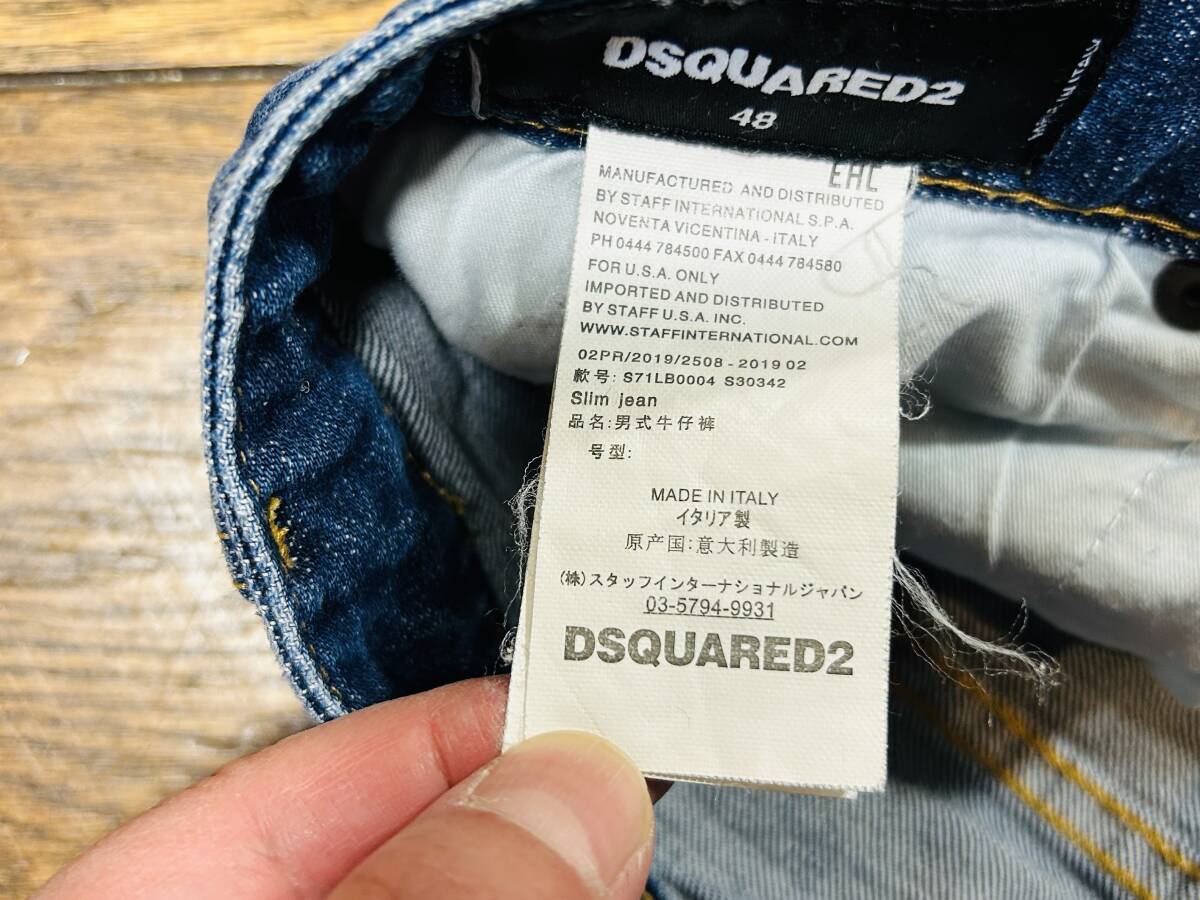 DSQUARED2
48
MADE IN ITALY
EAC
MANUFACTURED AND DISTRIBUTED
BY STAFF INTERNATIONAL S.P.A.
NOVENTA ViCENTINA - ITALY
PH 0444 784500 FAX 0444 784580
FOR U.S.A. ONLY
IMPORTED AND DISTRIBUTED
BY STAFF U.S.A. INC.
WWW.STAFFINTERNATIONAL.COM
02PR/2019/2508 - 2019 02
款号: S71LB0004 S30342
Slim jean
品名:男式牛仔裤
号型:
MADE IN ITALY
イタリア製
原产国:意大利製造
(株)スタッフインターナショナルジャパン
03-5794-9931
DSQUARED2